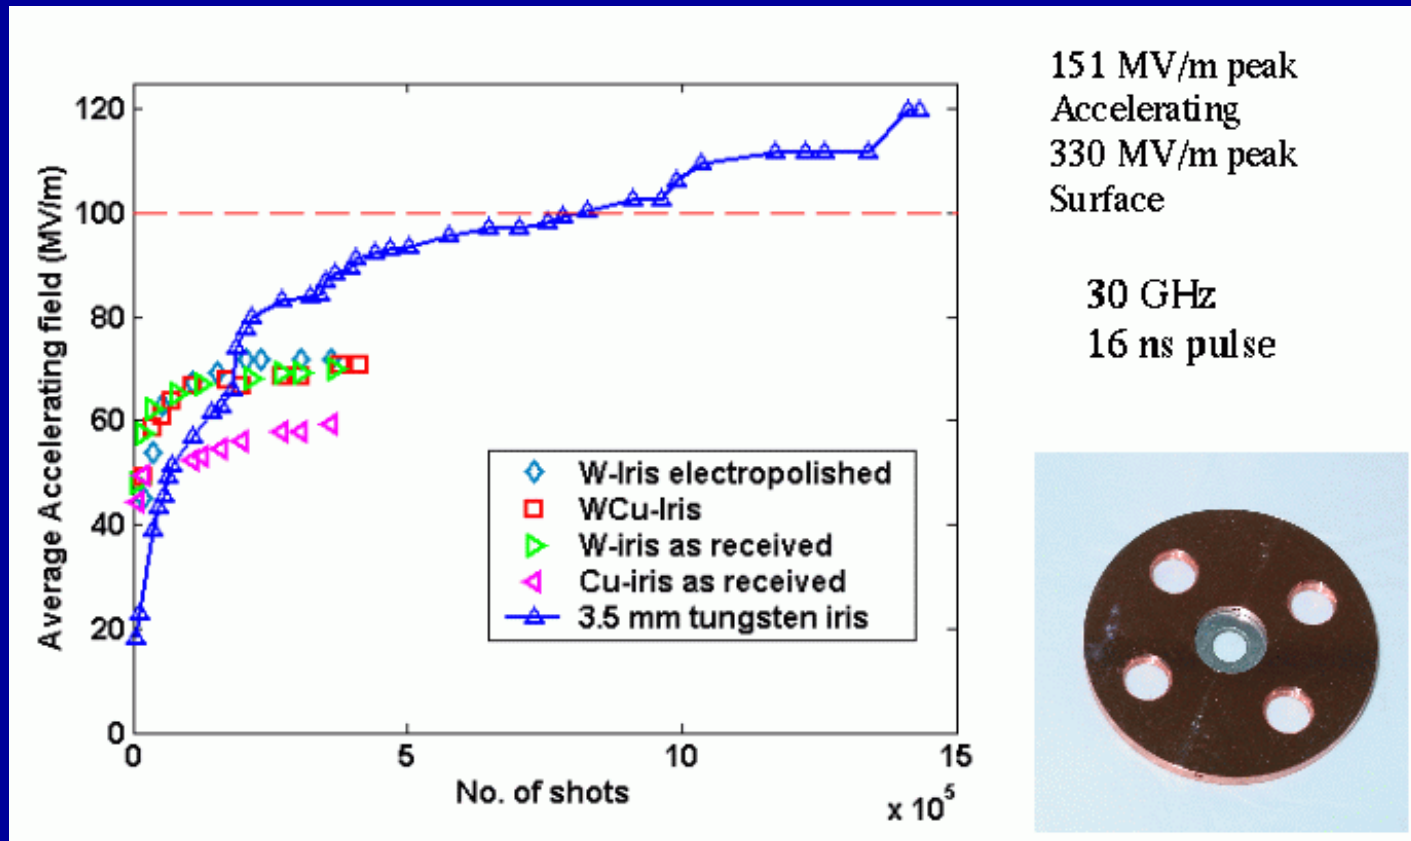 120
100
80
60
40
20
0
0
5
10
15
Average Accelerating field (MV/m)
No. of shots
x 10^5
W-Iris electropolished
WCu-Iris
W-iris as received
Cu-iris as received
3.5 mm tungsten iris
151 MV/m peak
Accelerating
330 MV/m peak
Surface
30 GHz
16 ns pulse